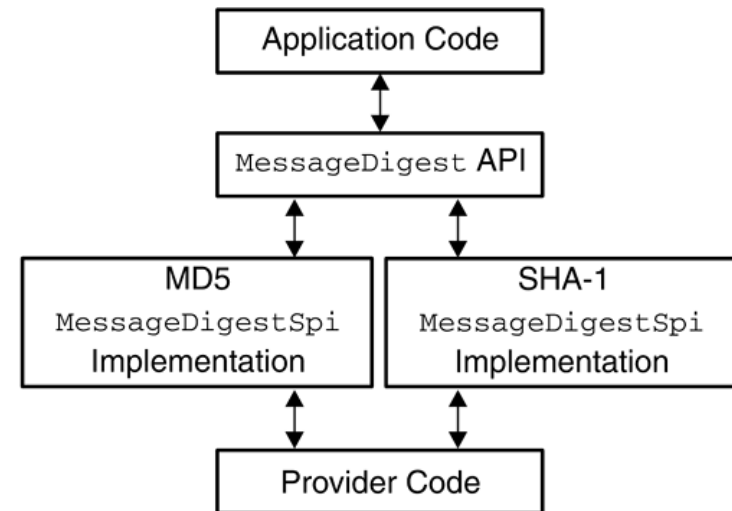 Application Code
MessageDigest API
MD5
MessageDigestSpi
Implementation
SHA-1
MessageDigestSpi
Implementation
Provider Code